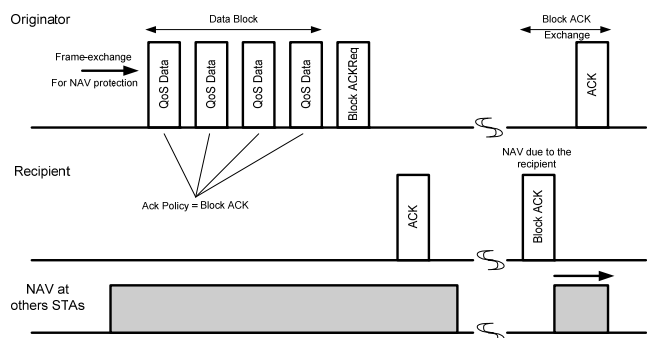 Originator
Data Block
Block ACK
Exchange
Frame-exchange
For NAV protection
QoS Data
QoS Data
QoS Data
QoS Data
Block ACKReq
ACK
Recipient
Ack Policy = Block ACK
ACK
NAV due to the
recipient
Block ACK
NAV at
others STAs